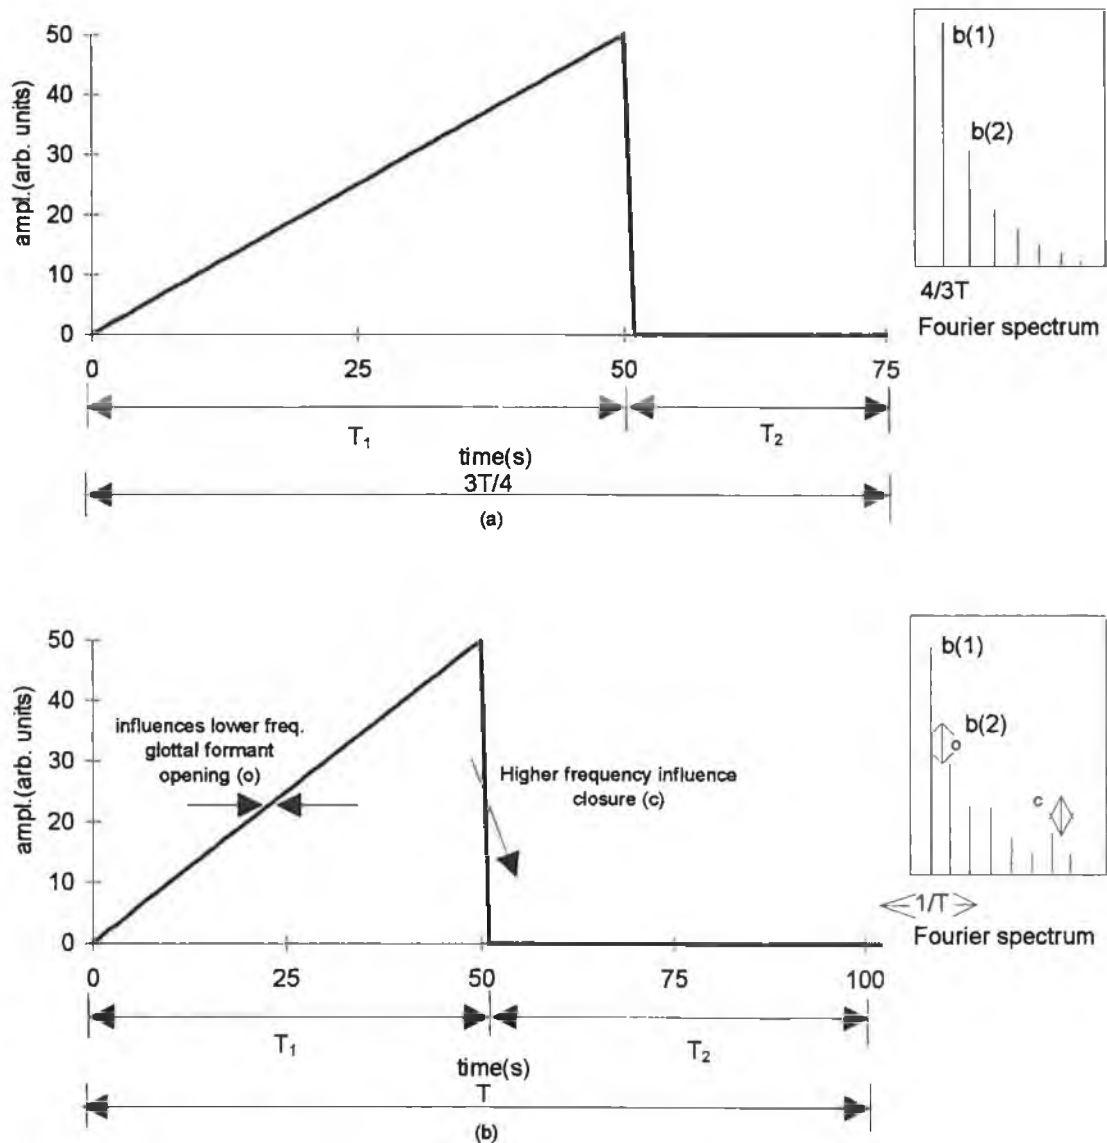 50
40
30
20
10
0
ampl.(arb. units)
0 25 50 75
T₁ T₂
time(s)
3T/4
(a)
b(1)
b(2)
4/3T
Fourier spectrum
50
40
30
20
10
0
ampl.(arb. units)
influences lower freq.
glottal formant
opening (o)
Higher frequency influence
closure (c)
0 25 50 75 100
T₁ T₂
time(s)
T
(b)
b(1)
b(2)
o
c
1/T
Fourier spectrum